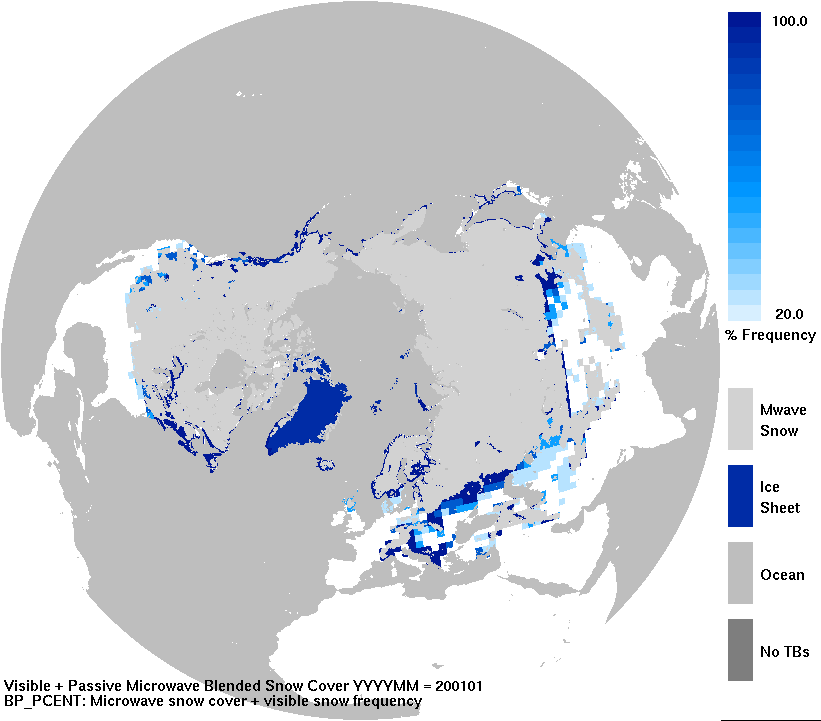 100.0
20.0
% Frequency
Mwave
Snow
Ice
Sheet
Ocean
No TBs
Visible + Passive Microwave Blended Snow Cover YYYYMM = 200101
BP_PCENT: Microwave snow cover + visible snow frequency